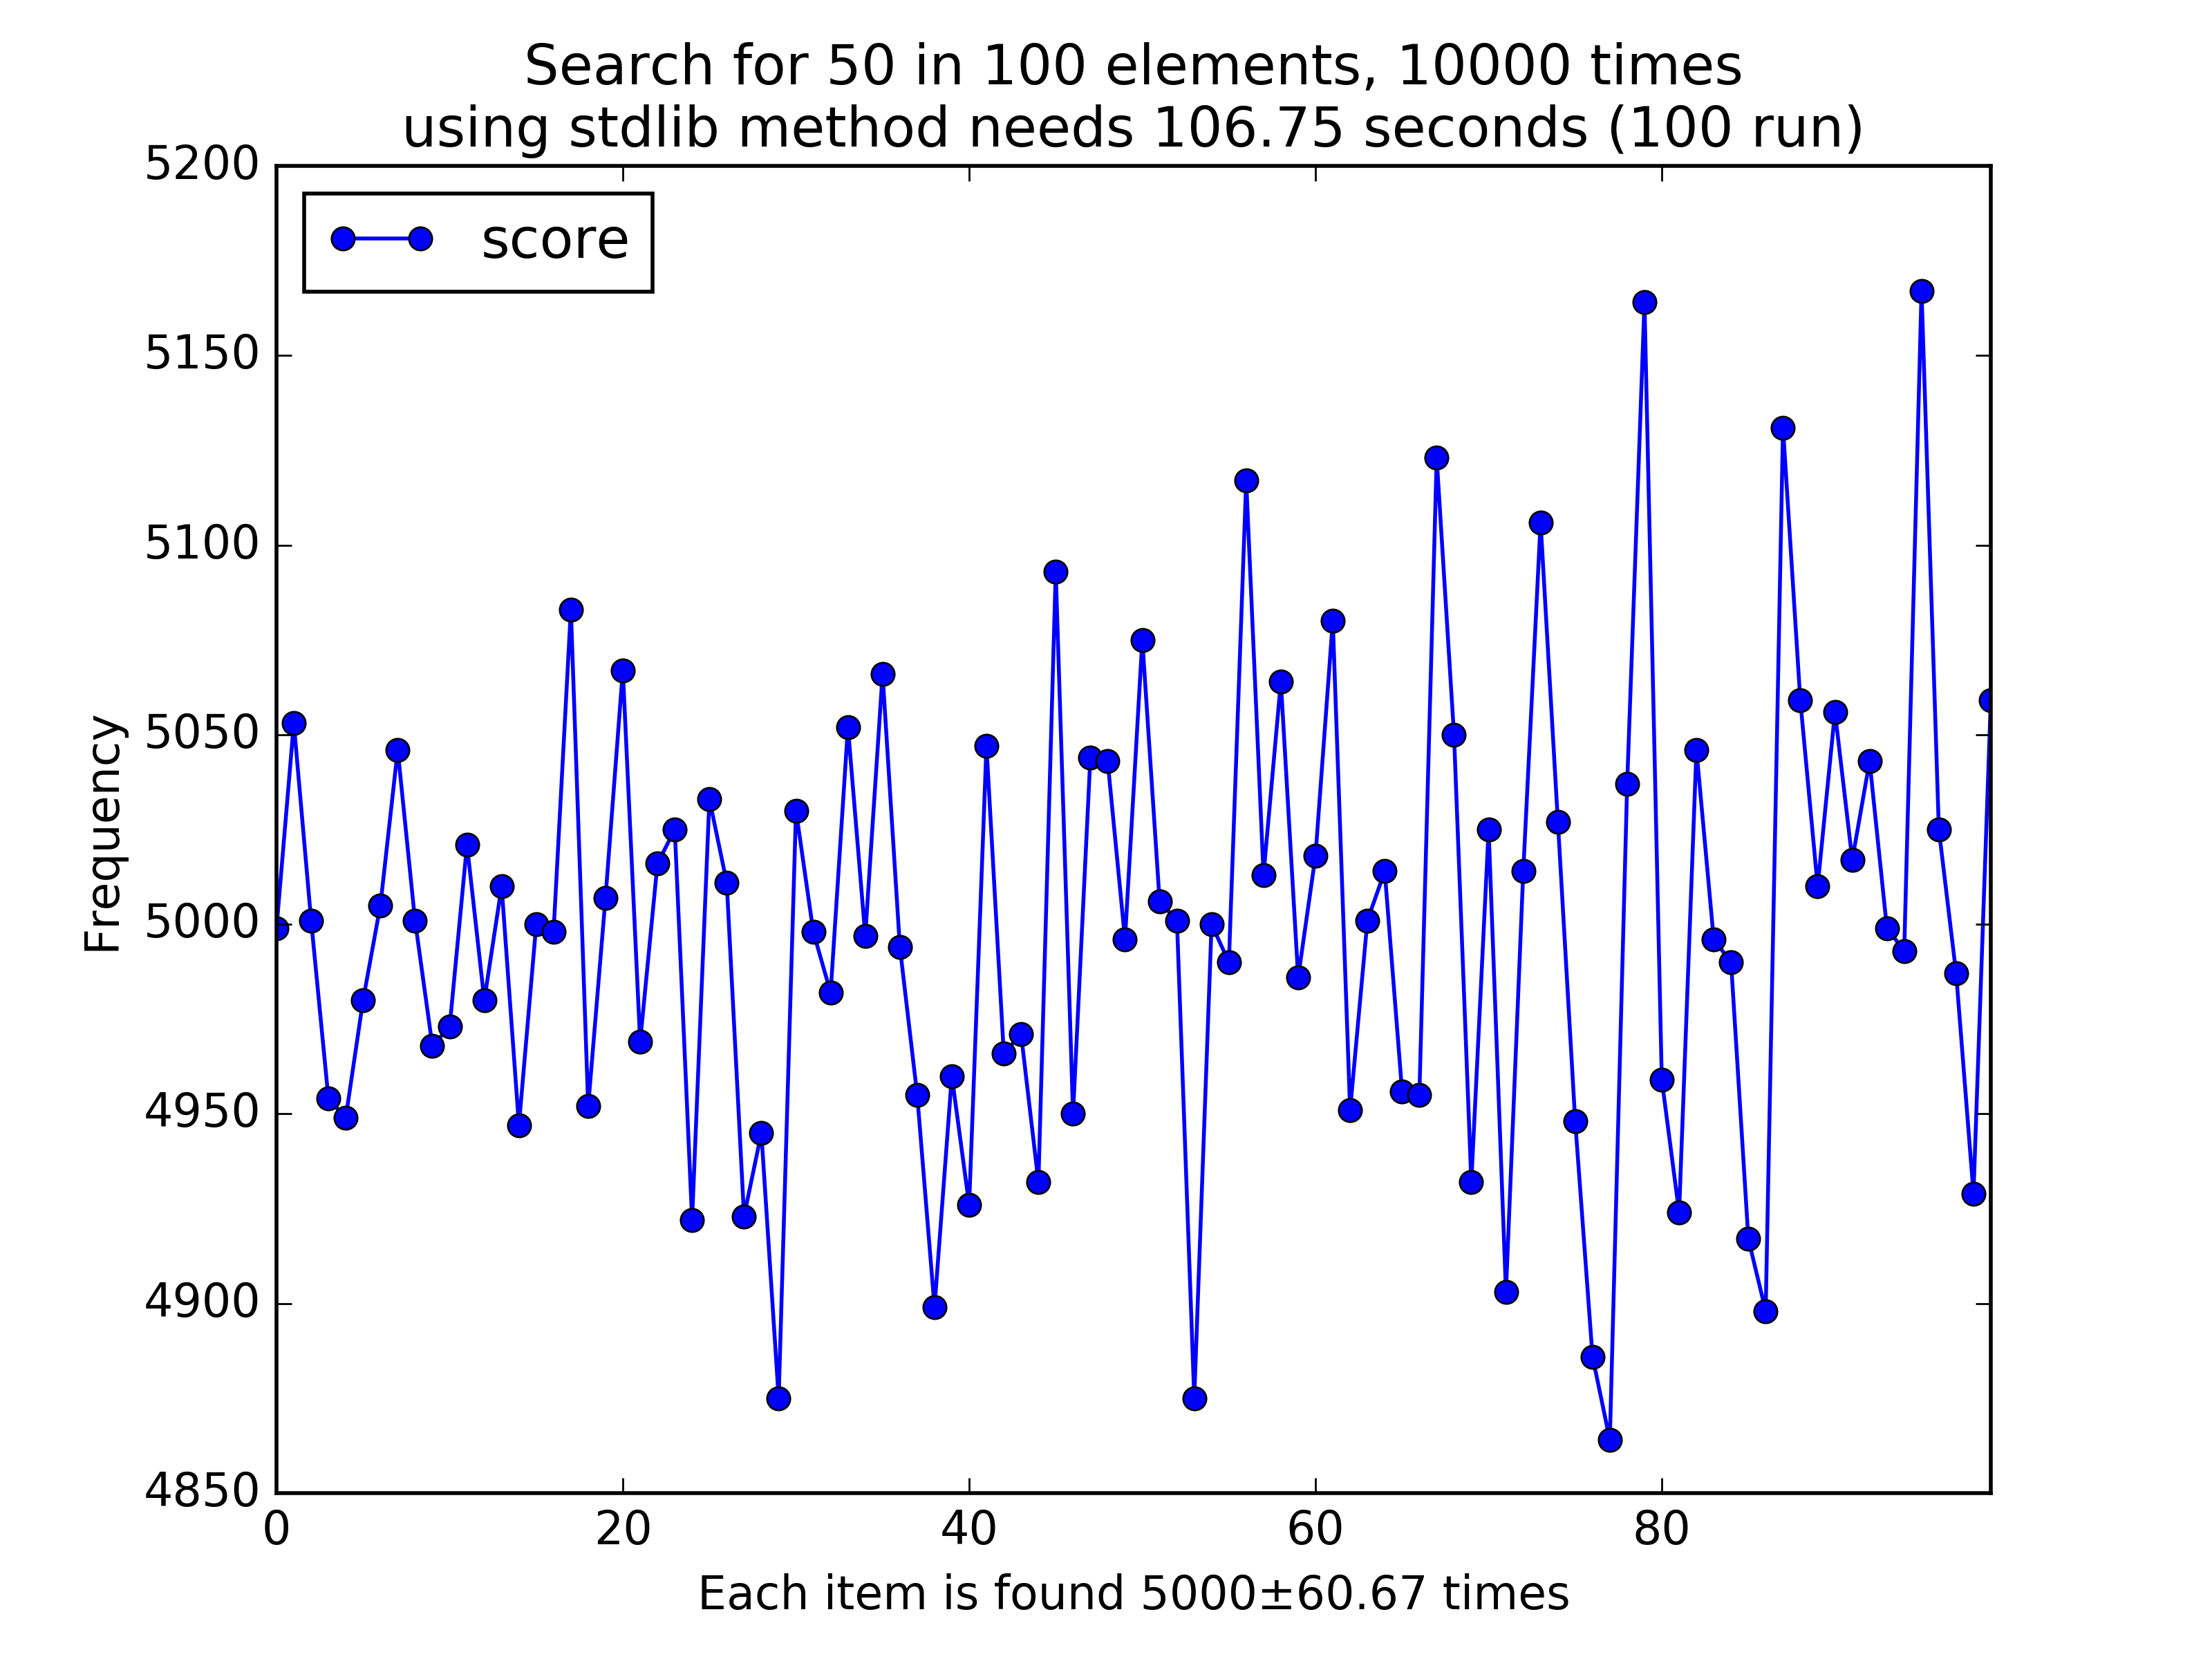 Search for 50 in 100 elements, 10000 times
using stdlib method needs 106.75 seconds (100 run)
score
Frequency
5200
5150
5100
5050
5000
4950
4900
4850
0 20 40 60 80
Each item is found 5000±60.67 times